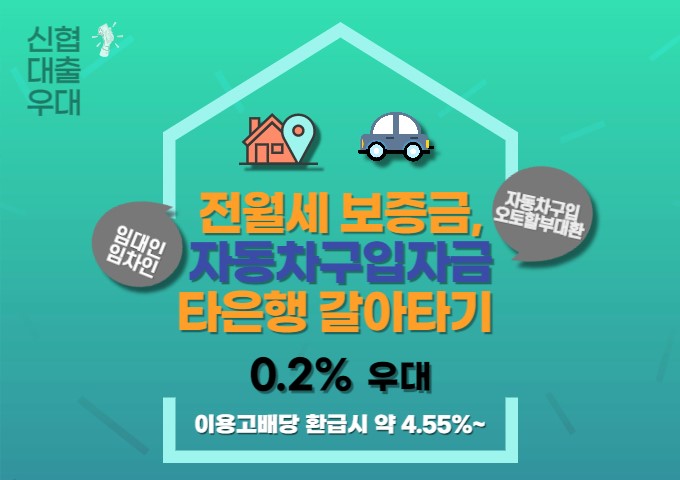 신협
대출
우대
전월세 보증금,
자동차구입자금
타은행 갈아타기
임대인
임차인
자동차구입
오토할부대환
0.2% 우대
이용고배당 환급시 약 4.55%~